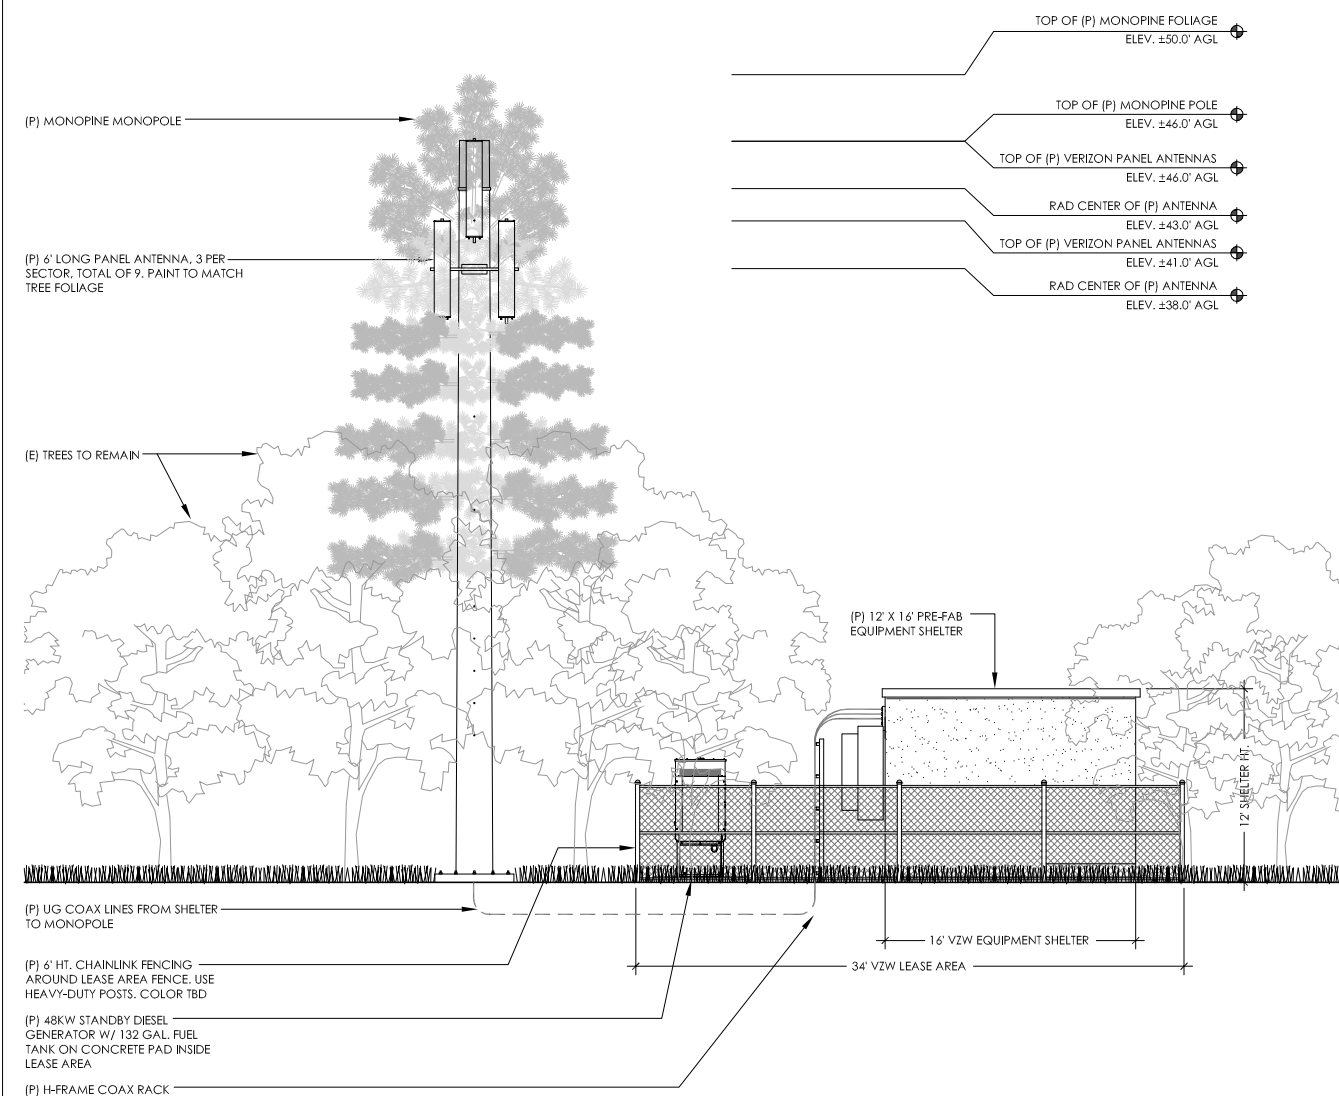 TOP OF (P) MONOPINE FOLIAGE
ELEV. ±50.0' AGL
TOP OF (P) MONOPINE POLE
ELEV. ±46.0' AGL
TOP OF (P) VERIZON PANEL ANTENNAS
ELEV. ±46.0' AGL
RAD CENTER OF (P) ANTENNA
ELEV. ±43.0' AGL
TOP OF (P) VERIZON PANEL ANTENNAS
ELEV. ±41.0' AGL
RAD CENTER OF (P) ANTENNA
ELEV. ±38.0' AGL
(P) MONOPINE MONOPOLE
(P) 6' LONG PANEL ANTENNA, 3 PER
SECTOR, TOTAL OF 9. PAINT TO MATCH
TREE FOLIAGE
(E) TREES TO REMAIN
(P) 12' X 16' PRE-FAB
EQUIPMENT SHELTER
12' SHELTER HT.
(P) UG COAX LINES FROM SHELTER
TO MONOPOLE
16' VZW EQUIPMENT SHELTER
34' VZW LEASE AREA
(P) 6' HT. CHAINLINK FENCING
AROUND LEASE AREA FENCE. USE
HEAVY-DUTY POSTS. COLOR TBD
(P) 48KW STANDBY DIESEL
GENERATOR W/ 132 GAL. FUEL
TANK ON CONCRETE PAD INSIDE
LEASE AREA
(P) H-FRAME COAX RACK